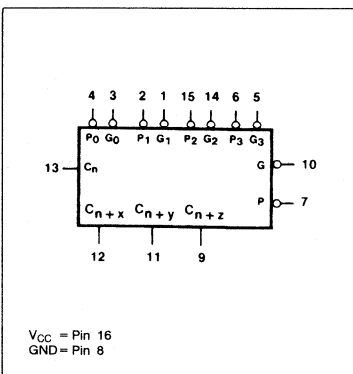 4 3 2 1 15 14 6 5
P0 G0 P1 G1 P2 G2 P3 G3
13 Cn G 10
P 7
Cn + x Cn + y Cn + z
12 11 9
VCC = Pin 16
GND = Pin 8